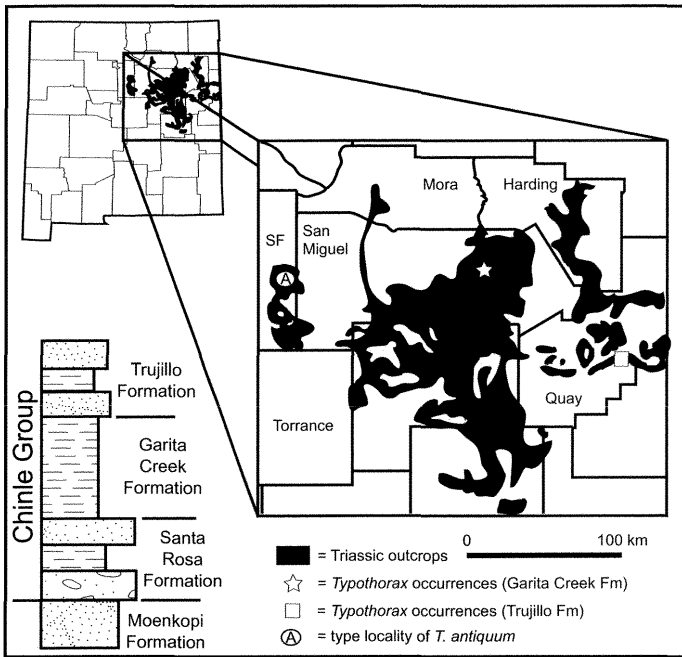 Mora
Harding
SF
San
Miguel
A
Quay
Torrance
Chinle Group
Trujillo
Formation
Garita
Creek
Formation
Santa
Rosa
Formation
Moenkopi
Formation
0 100 km
= Triassic outcrops
= Typothorax occurrences (Garita Creek Fm)
= Typothorax occurrences (Trujillo Fm)
A = type locality of T. antiquum